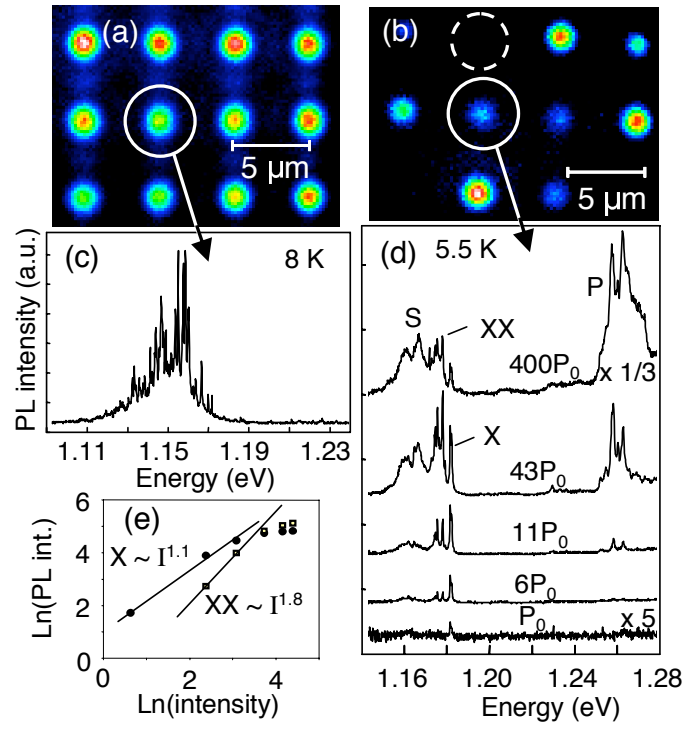 (a)
5 µm
(b)
5 µm
(c)
8 K
PL intensity (a.u.)
1.11 1.15 1.19 1.23
Energy (eV)
(d)
5.5 K
S
XX
P
400P₀
x 1/3
X
43P₀
11P₀
6P₀
P₀
x 5
1.16 1.20 1.24 1.28
Energy (eV)
(e)
6
4
2
0
Ln(PL int.)
X ~ I¹·¹
XX ~ I¹·⁸
0 2 4
Ln(intensity)